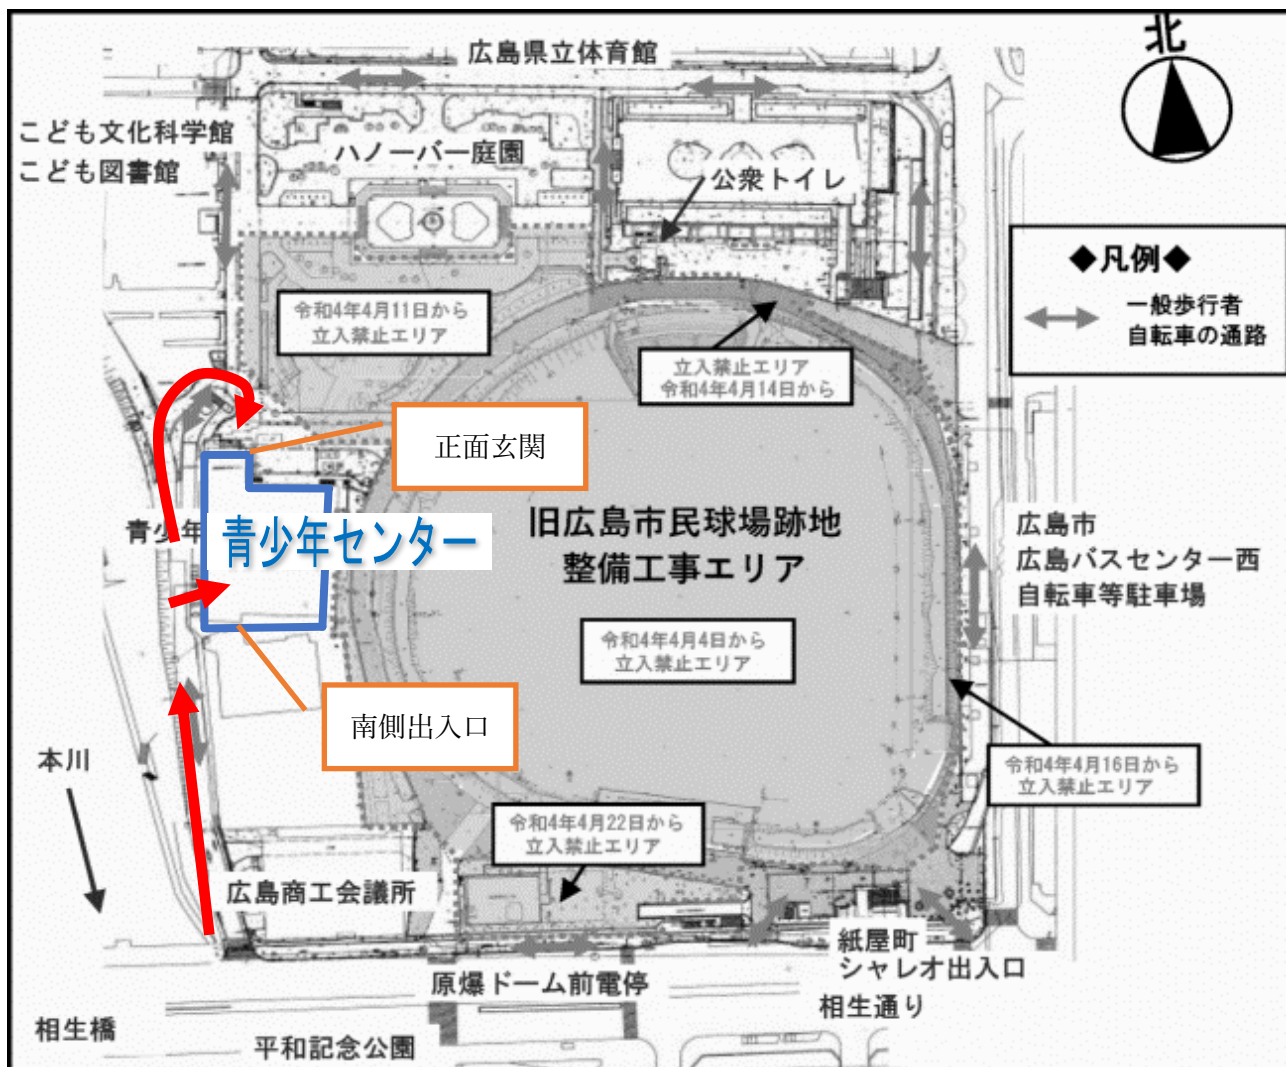 北
広島県立体育館
こども文化科学館
こども図書館
ハノーバー庭園
公衆トイレ
◆凡例◆
一般歩行者
自転車の通路
令和4年4月11日から
立入禁止エリア
立入禁止エリア
令和4年4月14日から
正面玄関
青少年
青少年センター
旧広島市民球場跡地
整備工事エリア
広島市
広島バスセンター西
自転車等駐車場
令和4年4月4日から
立入禁止エリア
南側出入口
本川
令和4年4月16日から
立入禁止エリア
令和4年4月22日から
立入禁止エリア
広島商工会議所
紙屋町
シャレオ出入口
原爆ドーム前電停
相生通り
相生橋
平和記念公園